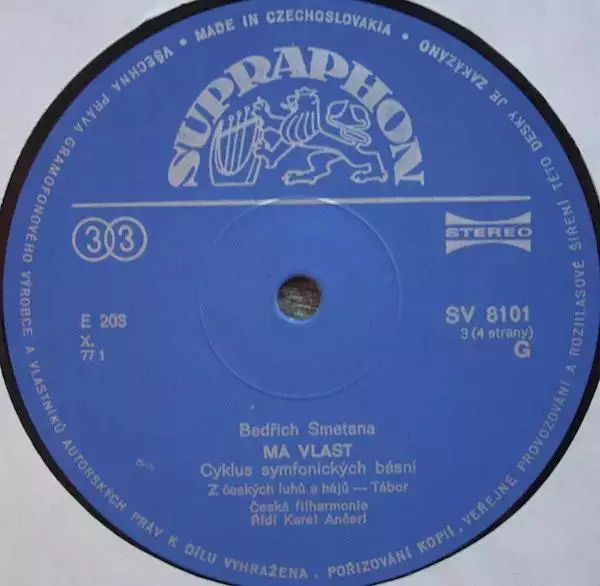 VŠECHNA PRÁVA GRAMOFONOVÉHO VÝROBCE A VLASTNÍKŮ AUTORSKÝCH PRÁV K DÍLU VYHRAŽENA. POŘIZOVÁNÍ KOPIÍ, VEŘEJNÉ PROVOZOVÁNÍ A ROZHLASOVÉ ŠÍŘENÍ TÉTO DESKY JE ZAKÁZÁNO
• MADE IN CZECHOSLOVAKIA •
SUPRAPHON
33
STEREO
E 203
X.
77 1
SV 8101
3 (4 strany)
G
Bedřich Smetana
MA VLAST
Cyklus symfonických básní
Z českých luhů a hájů — Tábor
Česká filharmonie
Řídí Karel Ančerl